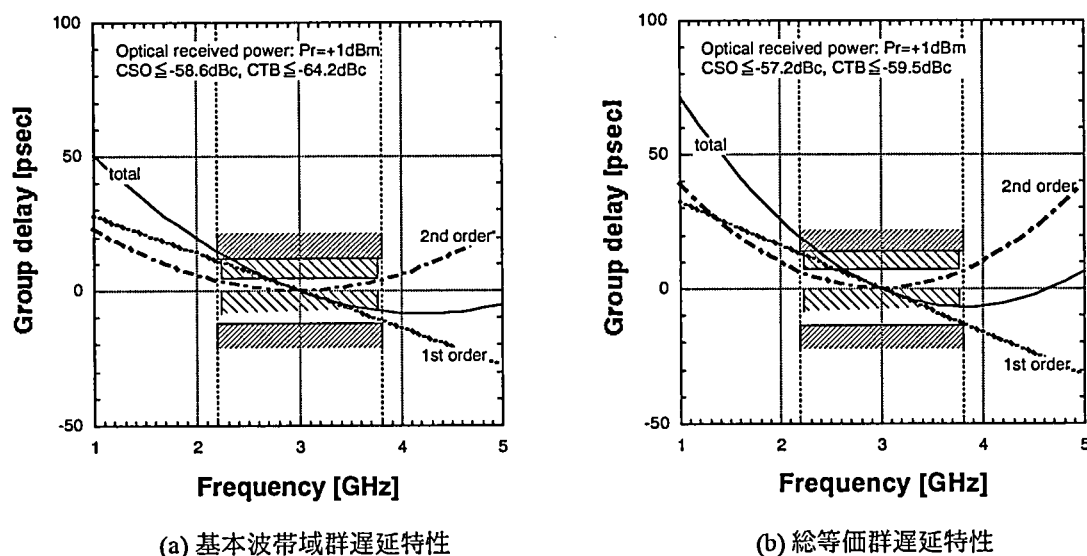 100
50
0
-50
Group delay [psec]
Optical received power: Pr=+1dBm
CSO≦-58.6dBc, CTB≦-64.2dBc
total
2nd order
1st order
1
2
3
4
5
Frequency [GHz]
(a) 基本波帯域群遅延特性
100
50
0
-50
Group delay [psec]
Optical received power: Pr=+1dBm
CSO≦-57.2dBc, CTB≦-59.5dBc
total
2nd order
1st order
1
2
3
4
5
Frequency [GHz]
(b) 総等価群遅延特性